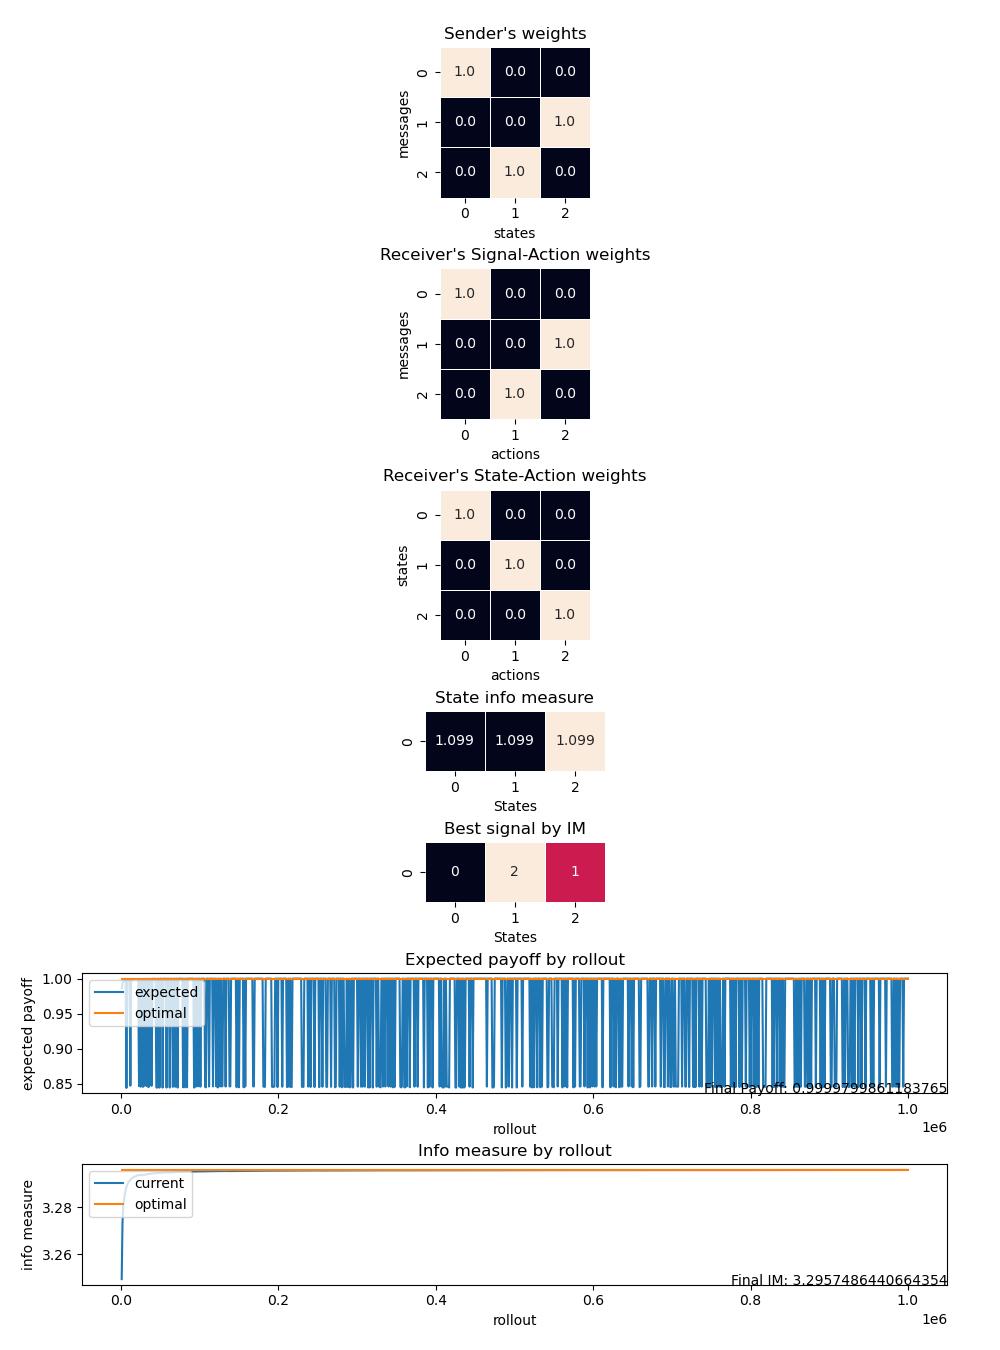 Sender's weights
0 1.0 0.0 0.0
messages
1 0.0 0.0 1.0
2 0.0 1.0 0.0
0 1 2
states
Receiver's Signal-Action weights
0 1.0 0.0 0.0
messages
1 0.0 0.0 1.0
2 0.0 1.0 0.0
0 1 2
actions
Receiver's State-Action weights
0 1.0 0.0 0.0
states
1 0.0 1.0 0.0
2 0.0 0.0 1.0
0 1 2
actions
State info measure
0 1.099 1.099 1.099
0 1 2
States
Best signal by IM
0 0 2 1
0 1 2
States
Expected payoff by rollout
expected payoff
1.00
0.95
0.90
0.85
expected
optimal
Final Payoff: 0.9999799861183765
0.0 0.2 0.4 0.6 0.8 1.0
1e6
rollout
Info measure by rollout
info measure
3.28
3.26
current
optimal
Final IM: 3.2957486440664354
0.0 0.2 0.4 0.6 0.8 1.0
1e6
rollout